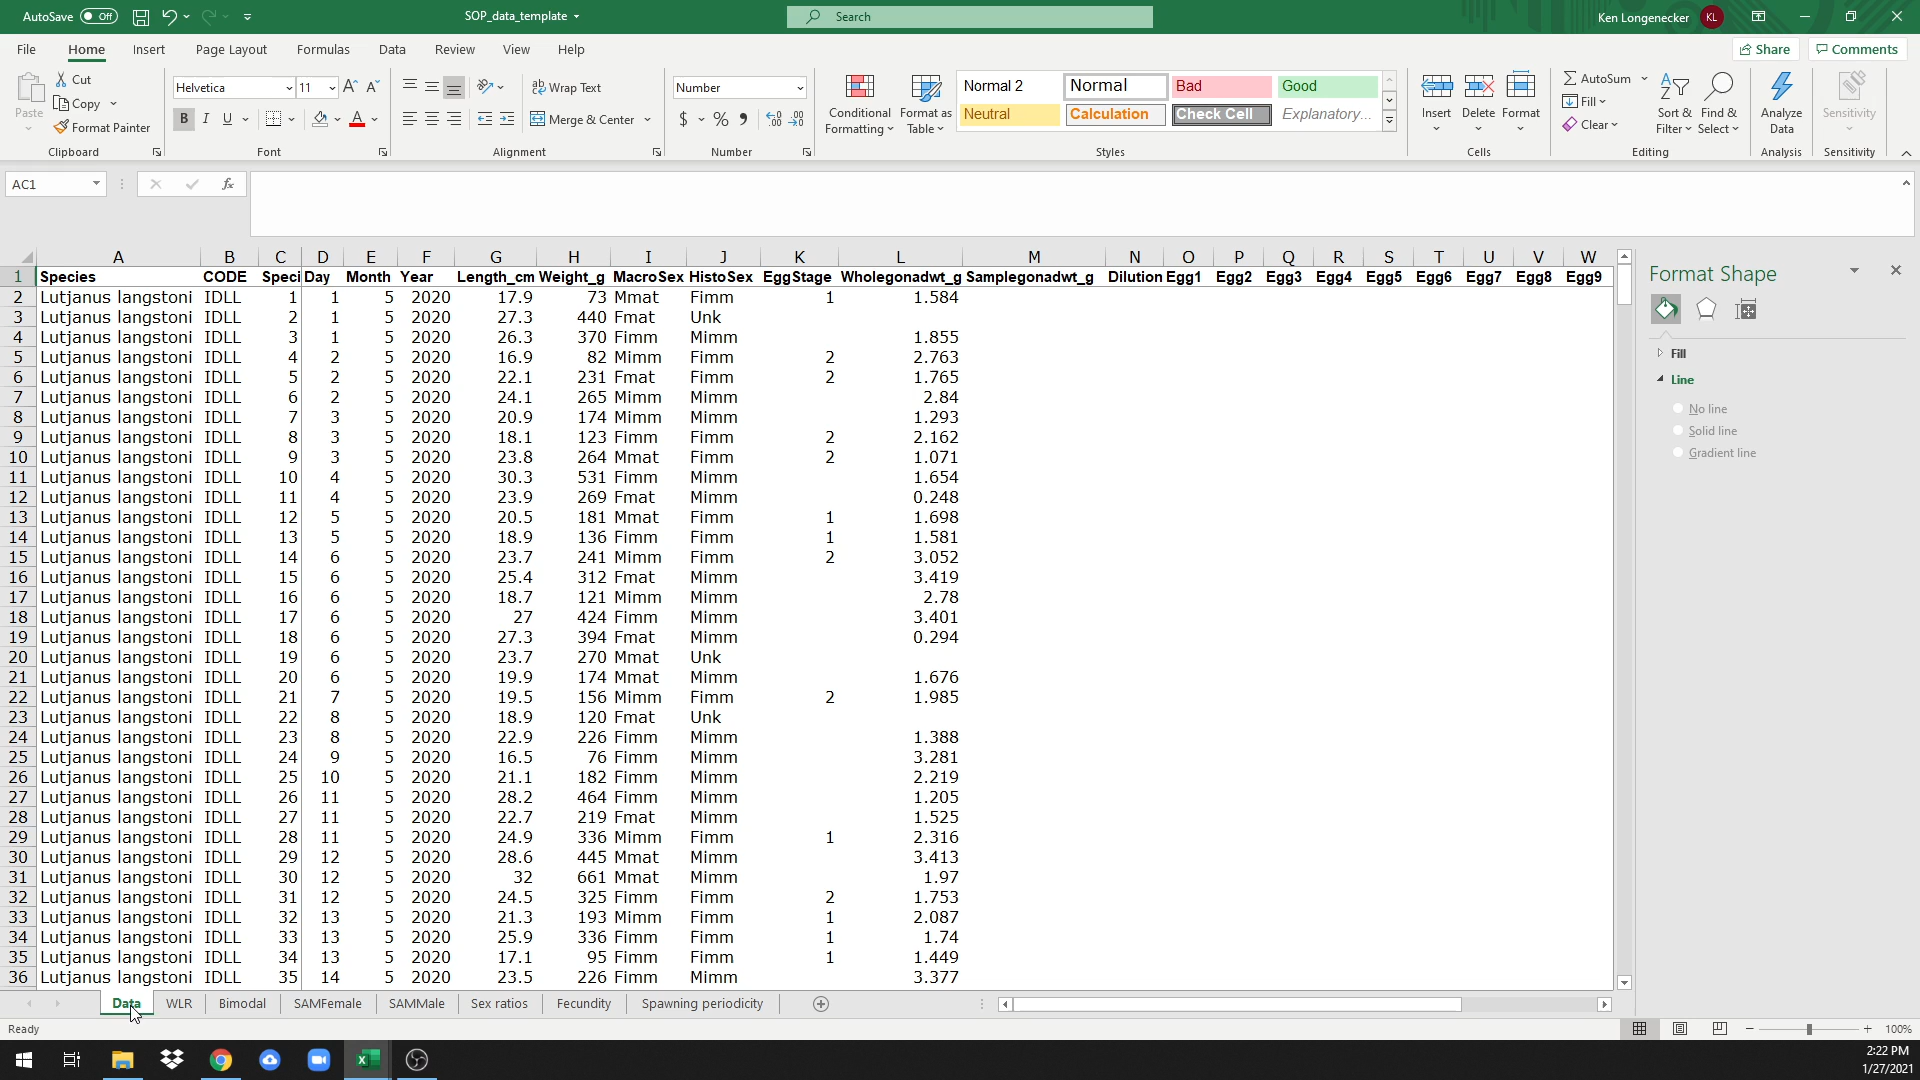 AutoSave Off SOP_data_template Search Ken Longenecker KL
File Home Insert Page Layout Formulas Data Review View Help Share Comments
Paste Cut Copy Format Painter Clipboard
Helvetica 11 B I U A A A Font
Wrap Text Merge & Center Alignment
Number $ % 9 Number
Conditional Formatting Format as Table Normal 2 Normal Bad Good Neutral Calculation Check Cell Explanatory... Styles
Insert Delete Format Cells
AutoSum Fill Clear Sort & Filter Find & Select Editing
Analyze Data Analysis Sensitivity Sensitivity
AC1 fx
A B C D E F G H I J K L M N O P Q R S T U V W
1 Species CODE Speci Day Month Year Length_cm Weight_g MacroSex HistoSex EggStage Wholegonadwt_g Samplegonadwt_g Dilution Egg1 Egg2 Egg3 Egg4 Egg5 Egg6 Egg7 Egg8 Egg9
2 Lutjanus langstoni IDLL 1 1 5 2020 17.9 73 Mmat Fimm 1 1.584
3 Lutjanus langstoni IDLL 2 1 5 2020 27.3 440 Fmat Unk
4 Lutjanus langstoni IDLL 3 1 5 2020 26.3 370 Fimm Mimm 1.855
5 Lutjanus langstoni IDLL 4 2 5 2020 16.9 82 Mimm Fimm 2 2.763
6 Lutjanus langstoni IDLL 5 2 5 2020 22.1 231 Fmat Fimm 2 1.765
7 Lutjanus langstoni IDLL 6 2 5 2020 24.1 265 Mimm Mimm 2.84
8 Lutjanus langstoni IDLL 7 3 5 2020 20.9 174 Mimm Mimm 1.293
9 Lutjanus langstoni IDLL 8 3 5 2020 18.1 123 Fimm Fimm 2 2.162
10 Lutjanus langstoni IDLL 9 3 5 2020 23.8 264 Mmat Fimm 2 1.071
11 Lutjanus langstoni IDLL 10 4 5 2020 30.3 531 Fimm Mimm 1.654
12 Lutjanus langstoni IDLL 11 4 5 2020 23.9 269 Fmat Mimm 0.248
13 Lutjanus langstoni IDLL 12 5 5 2020 20.5 181 Mmat Fimm 1 1.698
14 Lutjanus langstoni IDLL 13 5 5 2020 18.9 136 Fimm Fimm 1 1.581
15 Lutjanus langstoni IDLL 14 6 5 2020 23.7 241 Mimm Fimm 2 3.052
16 Lutjanus langstoni IDLL 15 6 5 2020 25.4 312 Fmat Mimm 3.419
17 Lutjanus langstoni IDLL 16 6 5 2020 18.7 121 Mimm Mimm 2.78
18 Lutjanus langstoni IDLL 17 6 5 2020 27 424 Fimm Mimm 3.401
19 Lutjanus langstoni IDLL 18 6 5 2020 27.3 394 Fmat Mimm 0.294
20 Lutjanus langstoni IDLL 19 6 5 2020 23.7 270 Mmat Unk
21 Lutjanus langstoni IDLL 20 6 5 2020 19.9 174 Mmat Mimm 1.676
22 Lutjanus langstoni IDLL 21 7 5 2020 19.5 156 Mimm Fimm 2 1.985
23 Lutjanus langstoni IDLL 22 8 5 2020 18.9 120 Fmat Unk
24 Lutjanus langstoni IDLL 23 8 5 2020 22.9 226 Fimm Mimm 1.388
25 Lutjanus langstoni IDLL 24 9 5 2020 16.5 76 Fimm Mimm 3.281
26 Lutjanus langstoni IDLL 25 10 5 2020 21.1 182 Fimm Mimm 2.219
27 Lutjanus langstoni IDLL 26 11 5 2020 28.2 464 Fimm Mimm 1.205
28 Lutjanus langstoni IDLL 27 11 5 2020 22.7 219 Fmat Mimm 1.525
29 Lutjanus langstoni IDLL 28 11 5 2020 24.9 336 Mimm Fimm 1 2.316
30 Lutjanus langstoni IDLL 29 12 5 2020 28.6 445 Mmat Mimm 3.413
31 Lutjanus langstoni IDLL 30 12 5 2020 32 661 Mmat Mimm 1.97
32 Lutjanus langstoni IDLL 31 12 5 2020 24.5 325 Fimm Fimm 2 1.753
33 Lutjanus langstoni IDLL 32 13 5 2020 21.3 193 Mimm Fimm 1 2.087
34 Lutjanus langstoni IDLL 33 13 5 2020 25.9 336 Fimm Fimm 1 1.74
35 Lutjanus langstoni IDLL 34 13 5 2020 17.1 95 Fimm Fimm 1 1.449
36 Lutjanus langstoni IDLL 35 14 5 2020 23.5 226 Fimm Mimm 3.377
Format Shape
Fill
Line
No line
Solid line
Gradient line
Data WLR Bimodal SAMFemale SAMMale Sex ratios Fecundity Spawning periodicity
Ready 100%
2:22 PM
1/27/2021